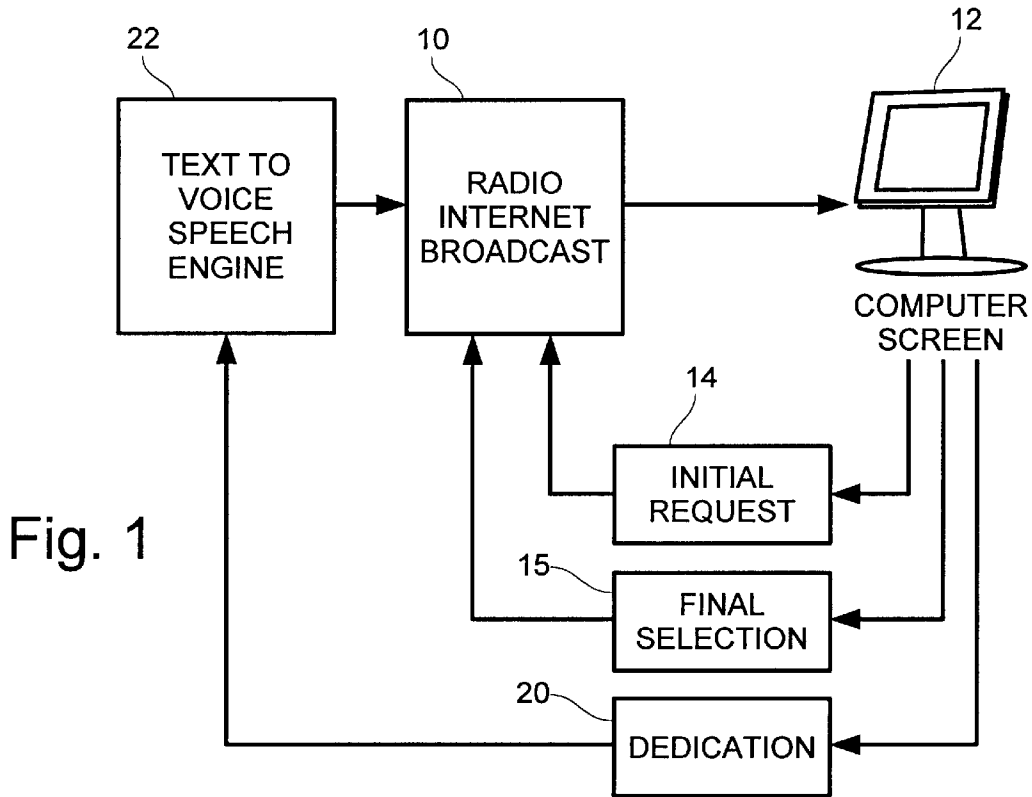 22
10
12
TEXT TO
VOICE
SPEECH
ENGINE
RADIO
INTERNET
BROADCAST
COMPUTER
SCREEN
14
INITIAL
REQUEST
Fig. 1
15
FINAL
SELECTION
20
DEDICATION